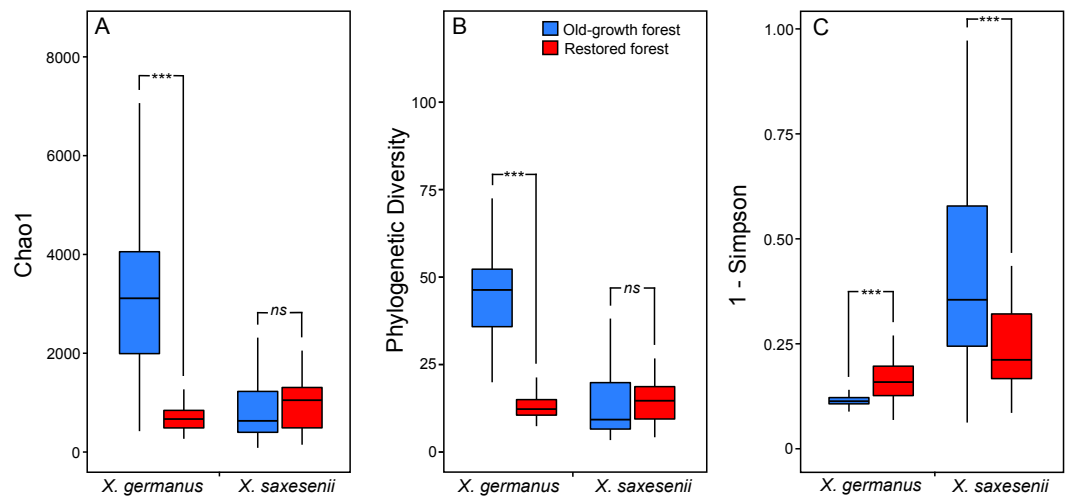 A
Chao1
8000
6000
4000
2000
0
***
ns
X. germanus X. saxesenii
B
Old-growth forest
Restored forest
Phylogenetic Diversity
100
75
50
25
0
***
ns
X. germanus X. saxesenii
C
1 - Simpson
1.00
0.75
0.50
0.25
0
***
***
X. germanus X. saxesenii